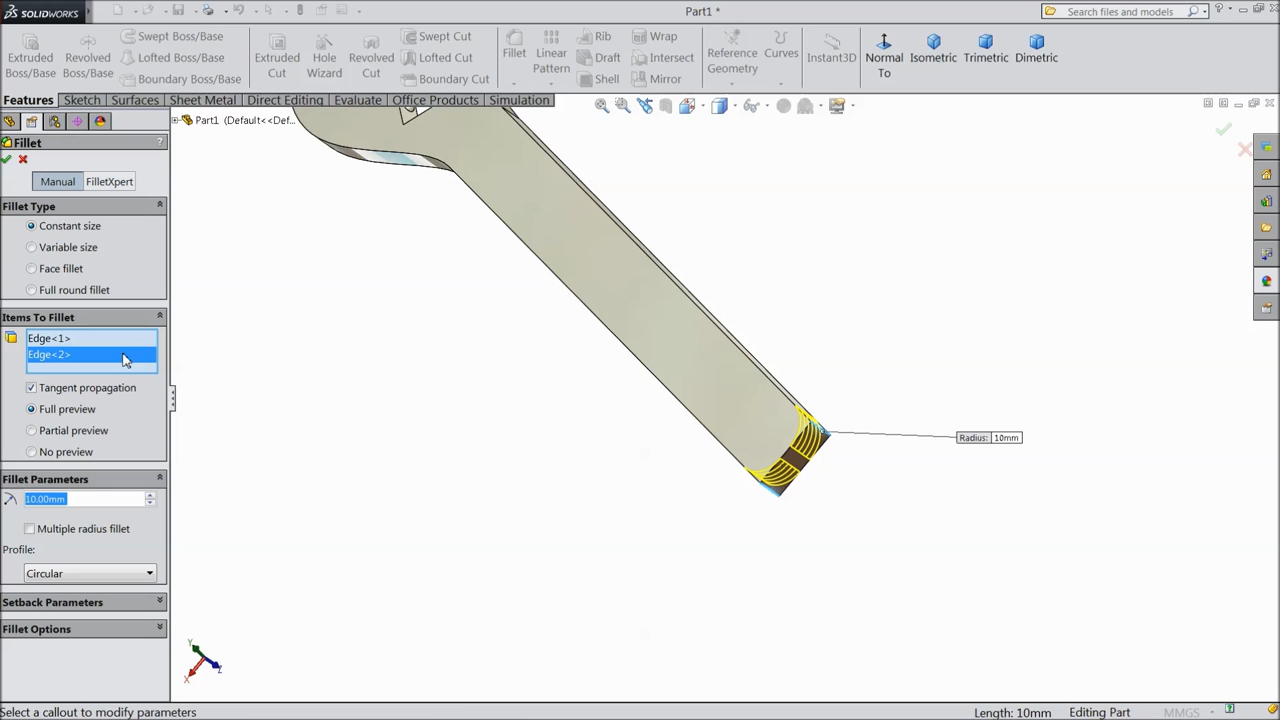 SOLIDWORKS
Part1 *
Search files and models
Extruded Boss/Base
Revolved Boss/Base
Swept Boss/Base
Lofted Boss/Base
Boundary Boss/Base
Extruded Cut
Hole Wizard
Revolved Cut
Swept Cut
Lofted Cut
Boundary Cut
Fillet
Linear Pattern
Rib
Draft
Shell
Wrap
Intersect
Mirror
Reference Geometry
Curves
Instant3D
Normal To
Isometric
Trimetric
Dimetric
Features
Sketch
Surfaces
Sheet Metal
Direct Editing
Evaluate
Office Products
Simulation
Part1 (Default<<Def...
Fillet
?
Manual
FilletXpert
Fillet Type
Constant size
Variable size
Face fillet
Full round fillet
Items To Fillet
Edge<1>
Edge<2>
Tangent propagation
Full preview
Partial preview
No preview
Fillet Parameters
10.00mm
Multiple radius fillet
Profile:
Circular
Setback Parameters
Fillet Options
Radius: 10mm
Y
X
Z
Select a callout to modify parameters
Length: 10mm
Editing Part
MMGS